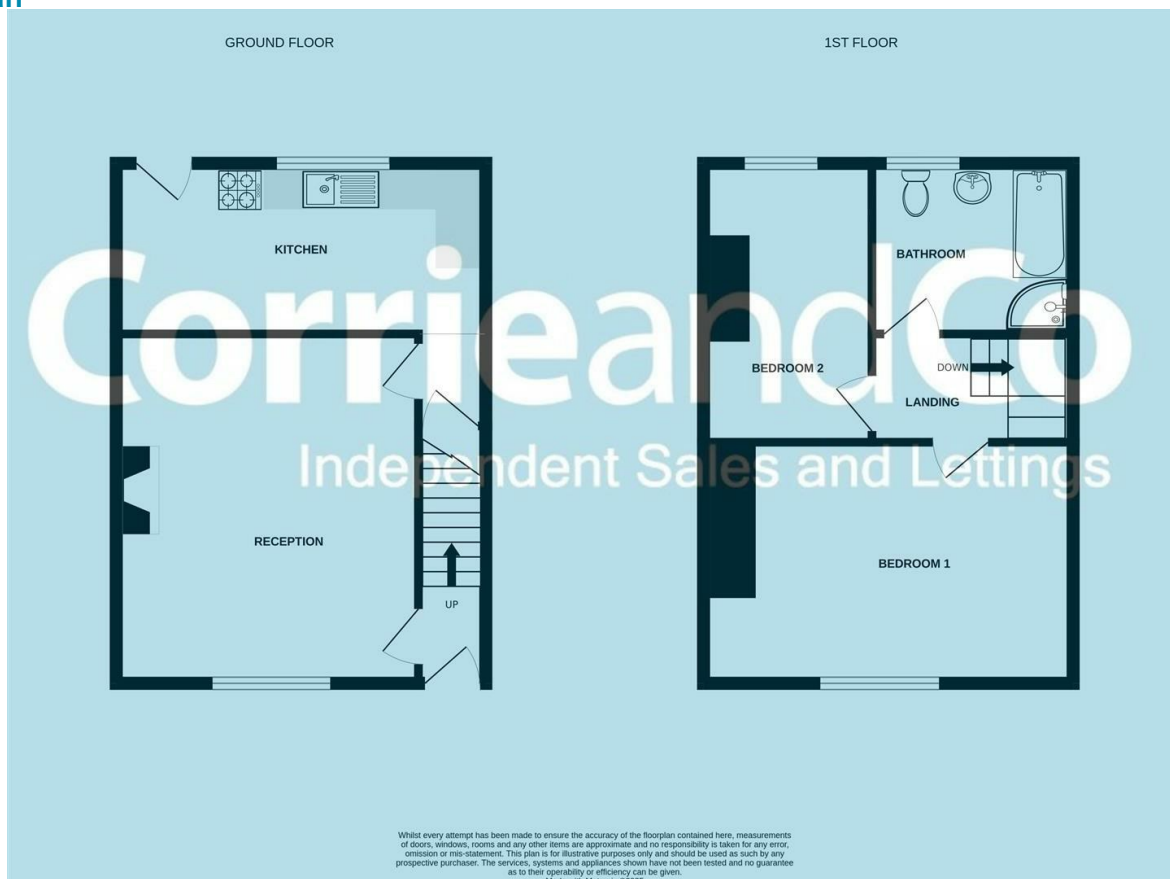 GROUND FLOOR
1ST FLOOR
KITCHEN
BATHROOM
CorrieandCo
BEDROOM 2
DOWN
LANDING
Independent Sales and Lettings
RECEPTION
BEDROOM 1
UP
Whilst every attempt has been made to ensure the accuracy of the floorplan contained here, measurements
of doors, windows, rooms and any other items are approximate and no responsibility is taken for any error,
omission or mis-statement. This plan is for illustrative purposes only and should be used as such by any
prospective purchaser. The services, systems and appliances shown have not been tested and no guarantee
as to their operability or efficiency can be given.